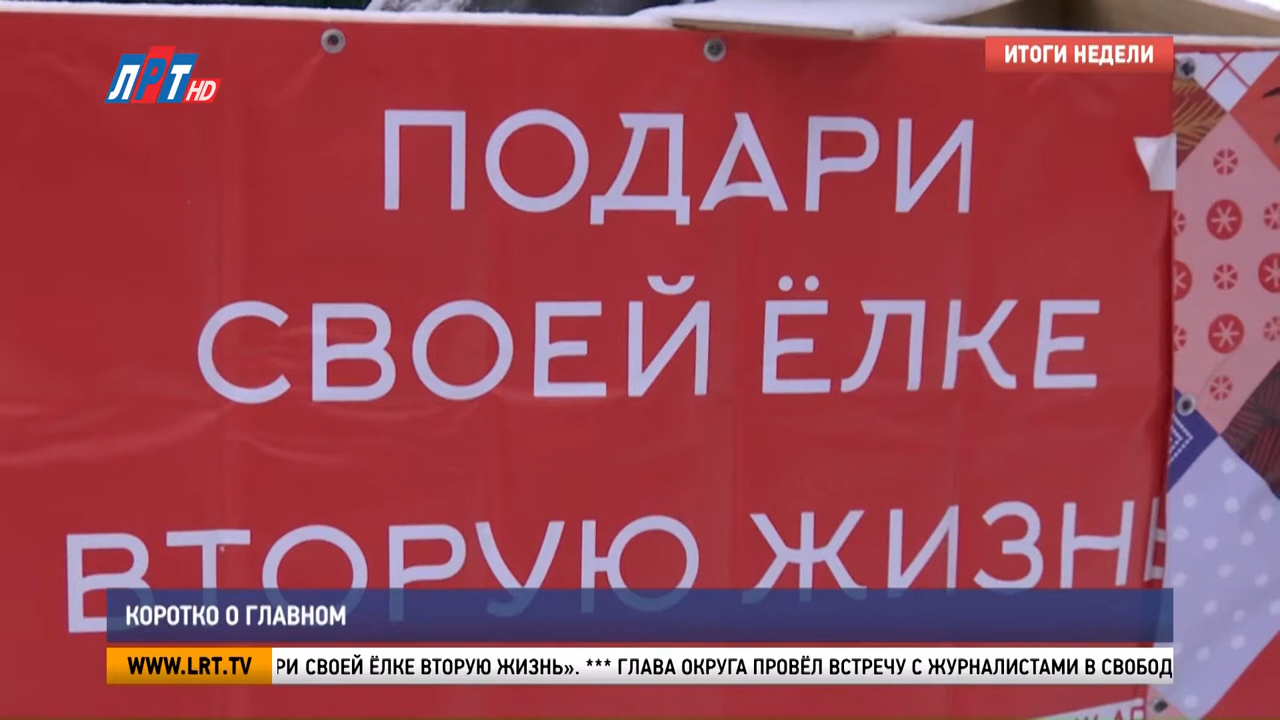 ЛРТ HD
ИТОГИ НЕДЕЛИ
ПОДАРИ
СВОЕЙ ЁЛКЕ
ВТОРУЮ ЖИЗНЬ
КОРОТКО О ГЛАВНОМ
WWW.LRT.TV
РИ СВОЕЙ ЁЛКЕ ВТОРУЮ ЖИЗНЬ». *** ГЛАВА ОКРУГА ПРОВЁЛ ВСТРЕЧУ С ЖУРНАЛИСТАМИ В СВОБОД